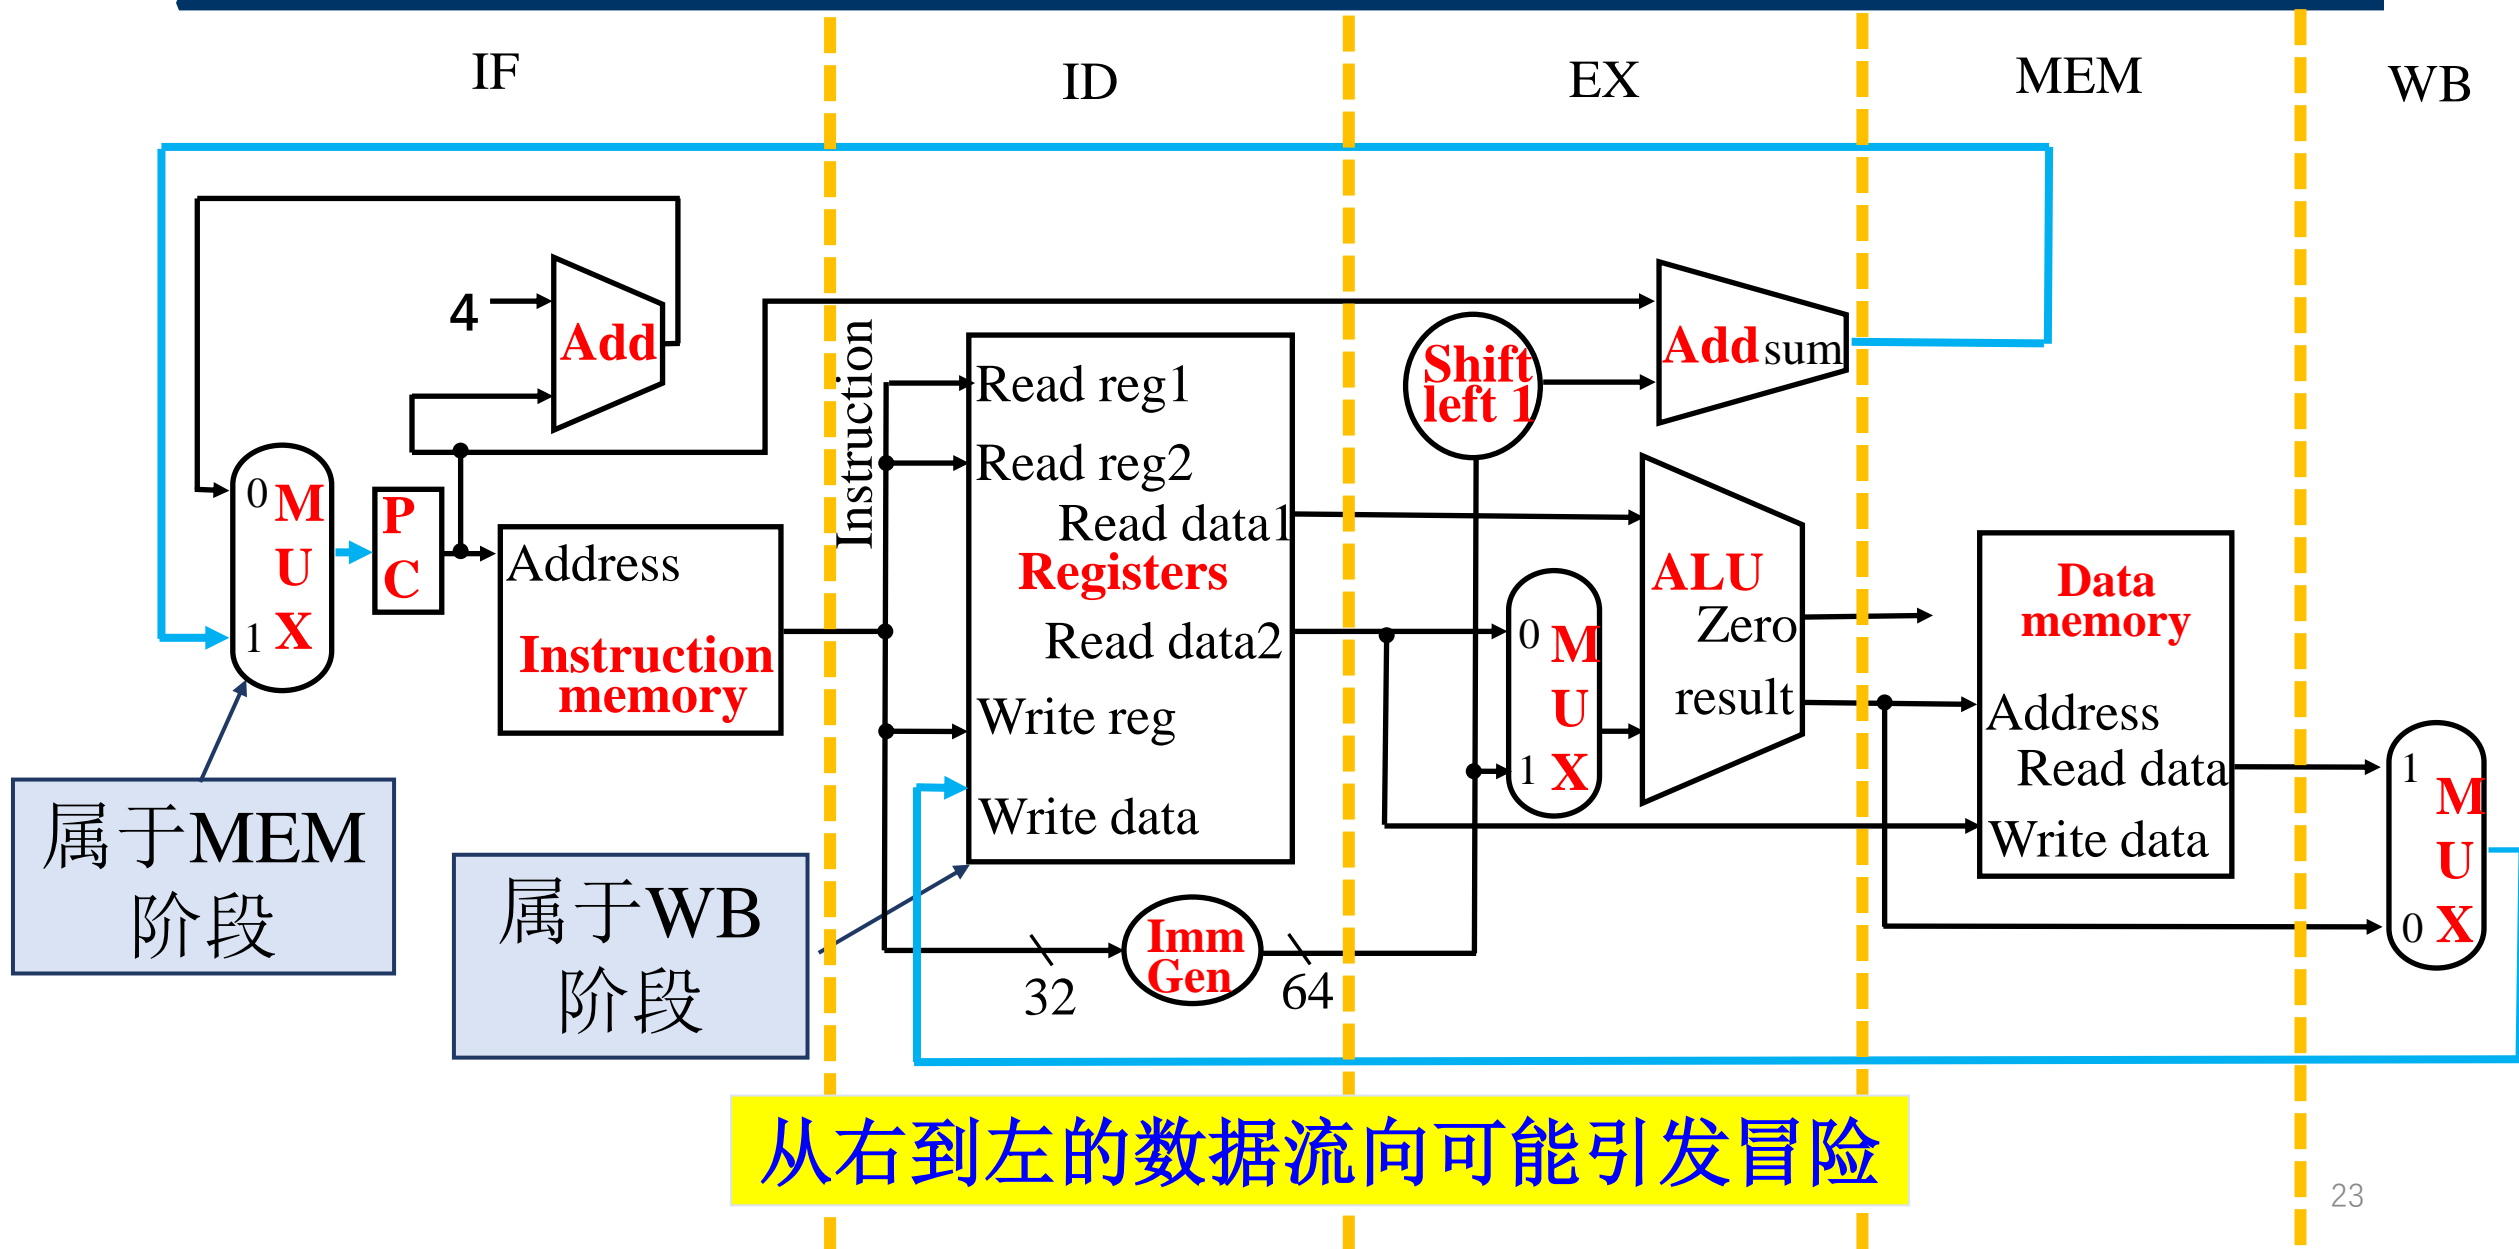 IF
ID
EX
MEM
WB
4
Add
Instruction
0
M
U
X
1
P
C
Address
Instruction
memory
Read reg1
Read reg2
Read data1
Registers
Read data2
Write reg
Write data
Imm
Gen
32
64
Shift
left 1
Add sum
0
M
U
X
1
ALU
Zero
result
Data
memory
Address
Read data
Write data
1
M
U
X
0
属于MEM
阶段
属于WB
阶段
从右到左的数据流向可能引发冒险
23